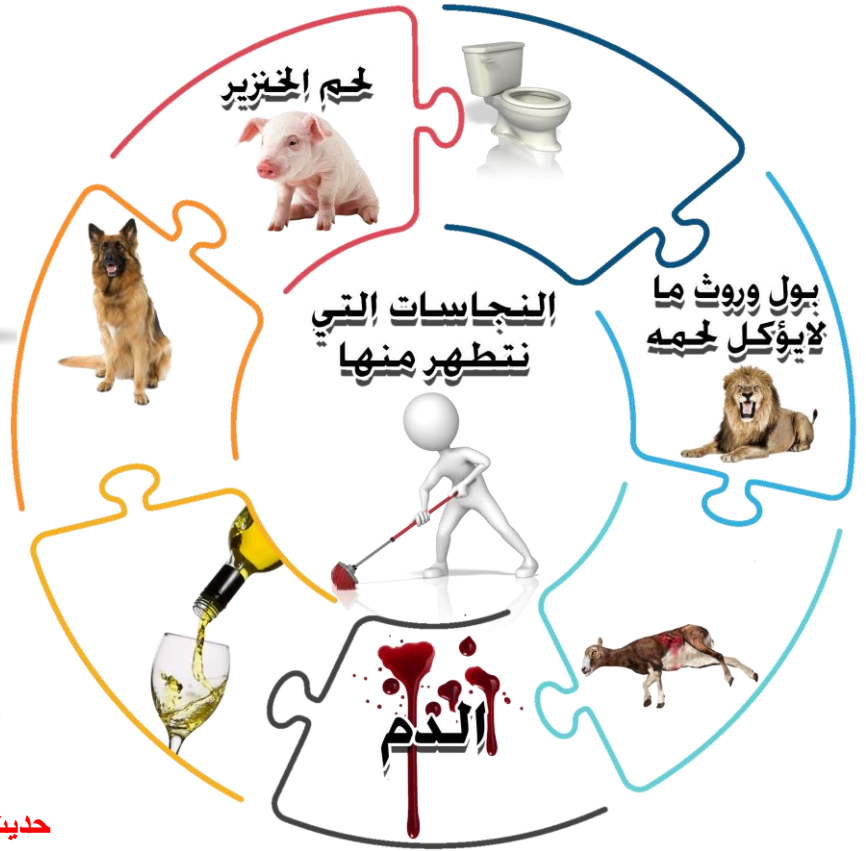 لحم الخنزير
النجاسات التي
نتطهر منها
بول وروث ما
لايؤكل لحمه
الدم